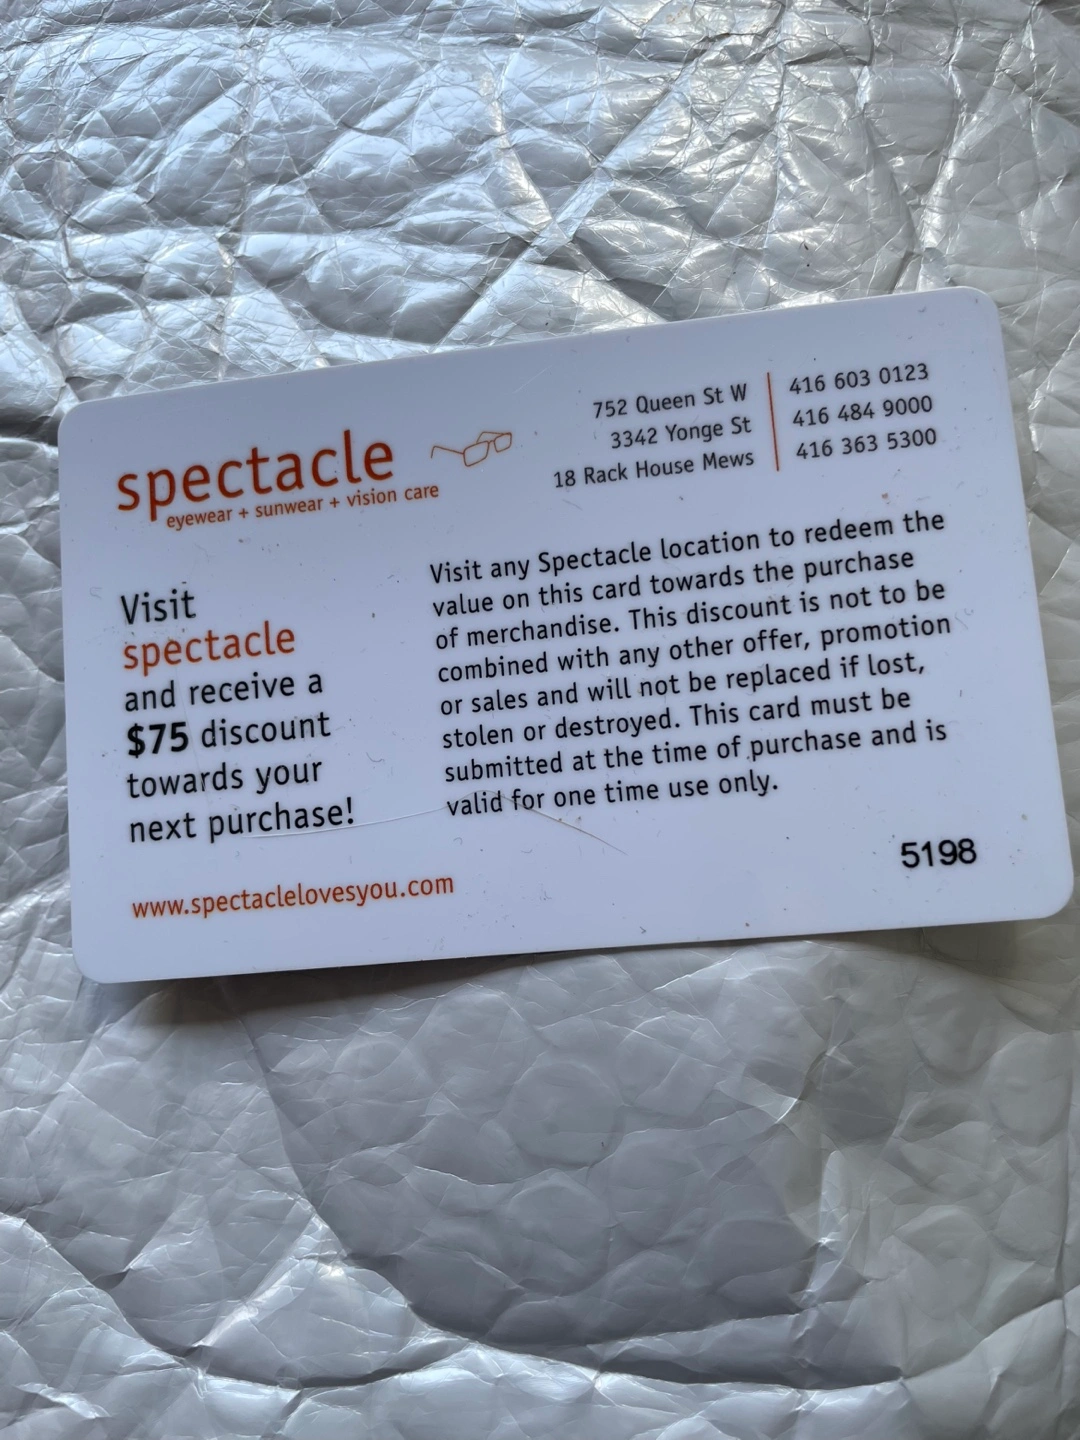 spectacle
eyewear + sunwear + vision care
752 Queen St W | 416 603 0123
3342 Yonge St | 416 484 9000
18 Rack House Mews | 416 363 5300
Visit
spectacle
and receive a
$75 discount
towards your
next purchase!
Visit any Spectacle location to redeem the
value on this card towards the purchase
of merchandise. This discount is not to be
combined with any other offer, promotion
or sales and will not be replaced if lost,
stolen or destroyed. This card must be
submitted at the time of purchase and is
valid for one time use only.
www.spectaclelovesyou.com
5198